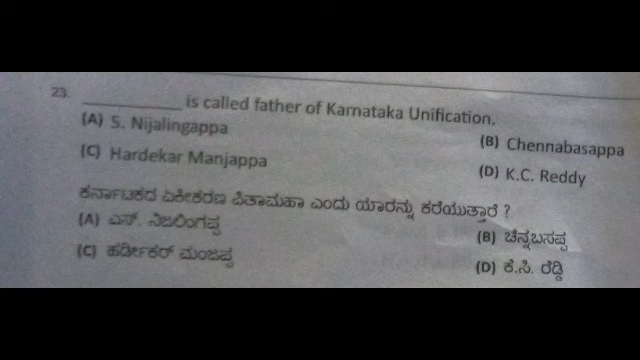 23. __________ is called father of Karnataka Unification.
(A) S. Nijalingappa (B) Chennabasappa
(C) Hardekar Manjappa (D) K.C. Reddy
ಕರ್ನಾಟಕದ ಏಕೀಕರಣ ಪಿತಾಮಹಾ ಎಂದು ಯಾರನ್ನು ಕರೆಯುತ್ತಾರೆ ?
(A) ಎಸ್. ನಿಜಲಿಂಗಪ್ಪ (B) ಚೆನ್ನಬಸಪ್ಪ
(C) ಹರ್ಡೀಕರ್ ಮಂಜಪ್ಪ (D) ಕೆ.ಸಿ. ರೆಡ್ಡಿ